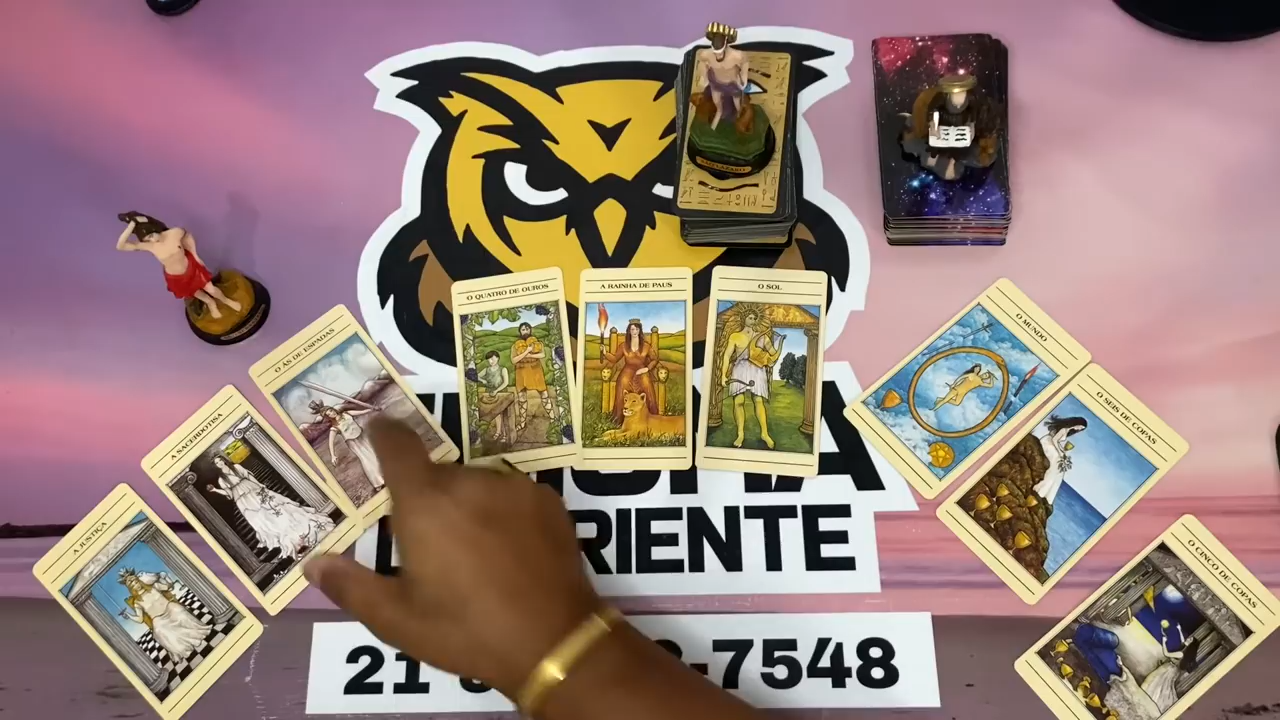 O QUATRO DE OUROS
A RAINHA DE PAUS
O SOL
O ÁS DE ESPADAS
A SACERDOTISA
A JUSTIÇA
O MUNDO
O SEIS DE COPAS
O CINCO DE COPAS
RIENTE
21
-7548